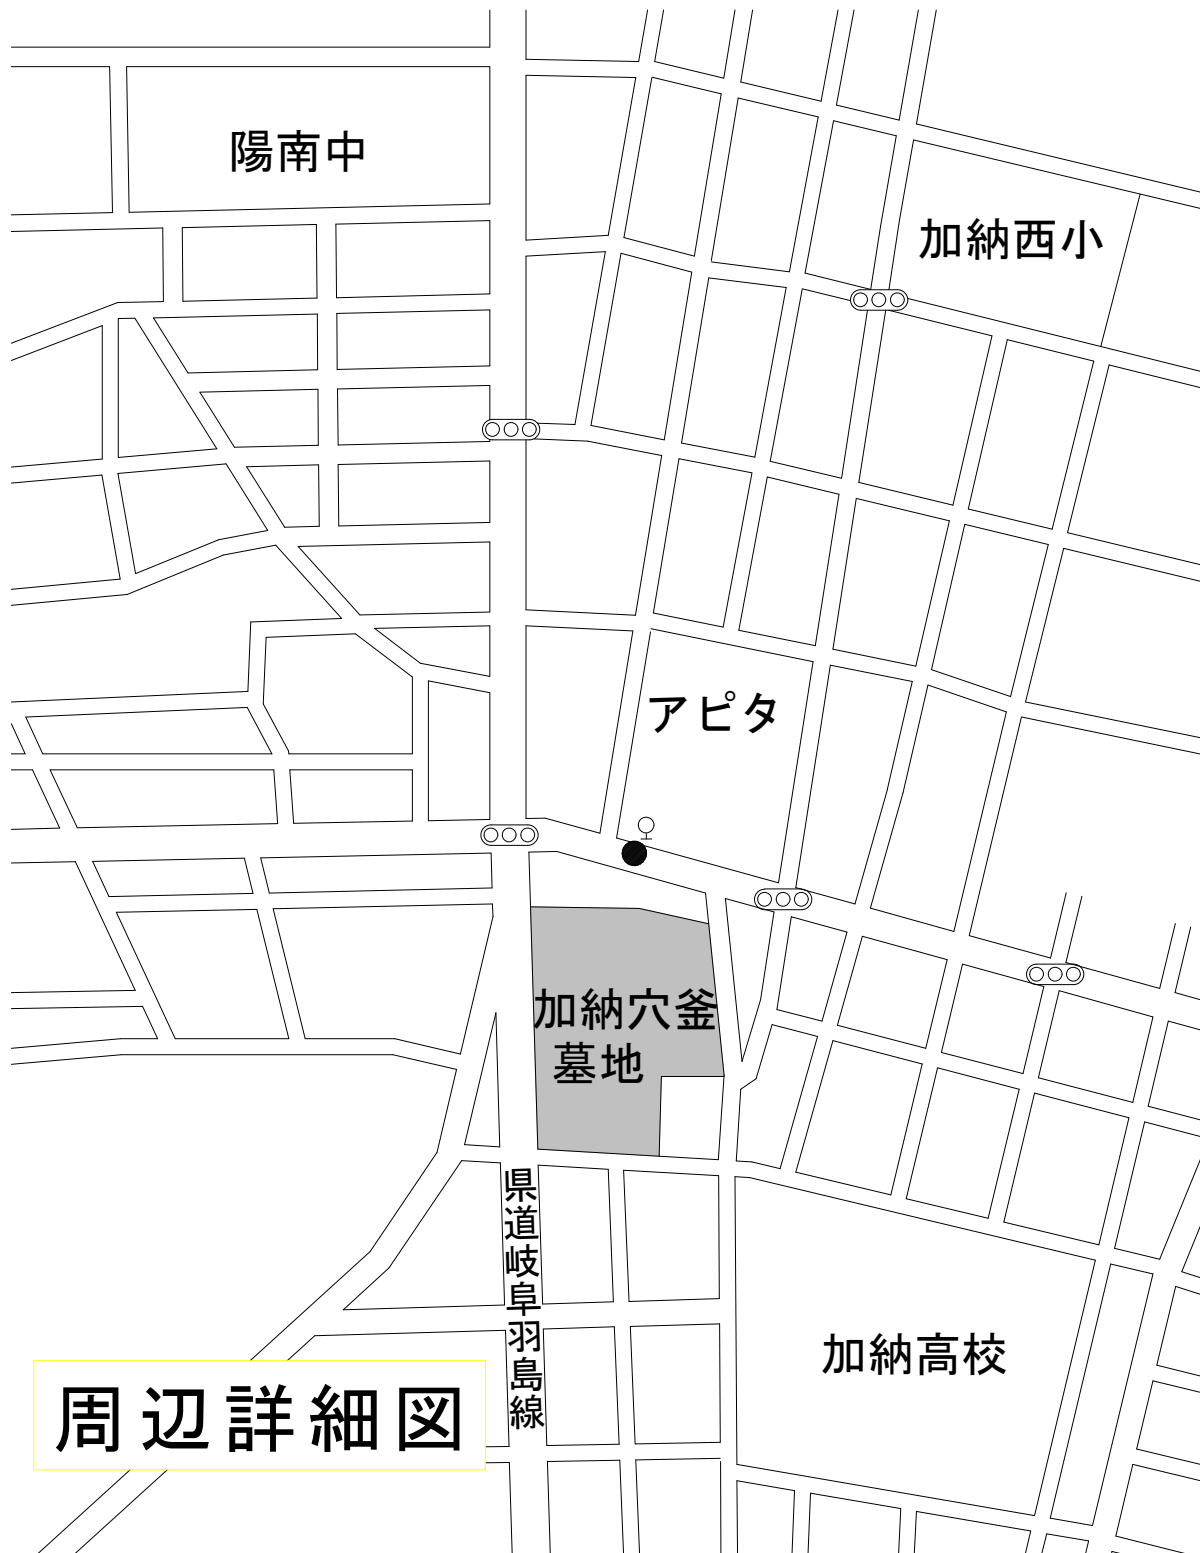 陽南中
加納西小
アピタ
加納穴釜
墓地
県道岐阜羽島線
加納高校
周辺詳細図